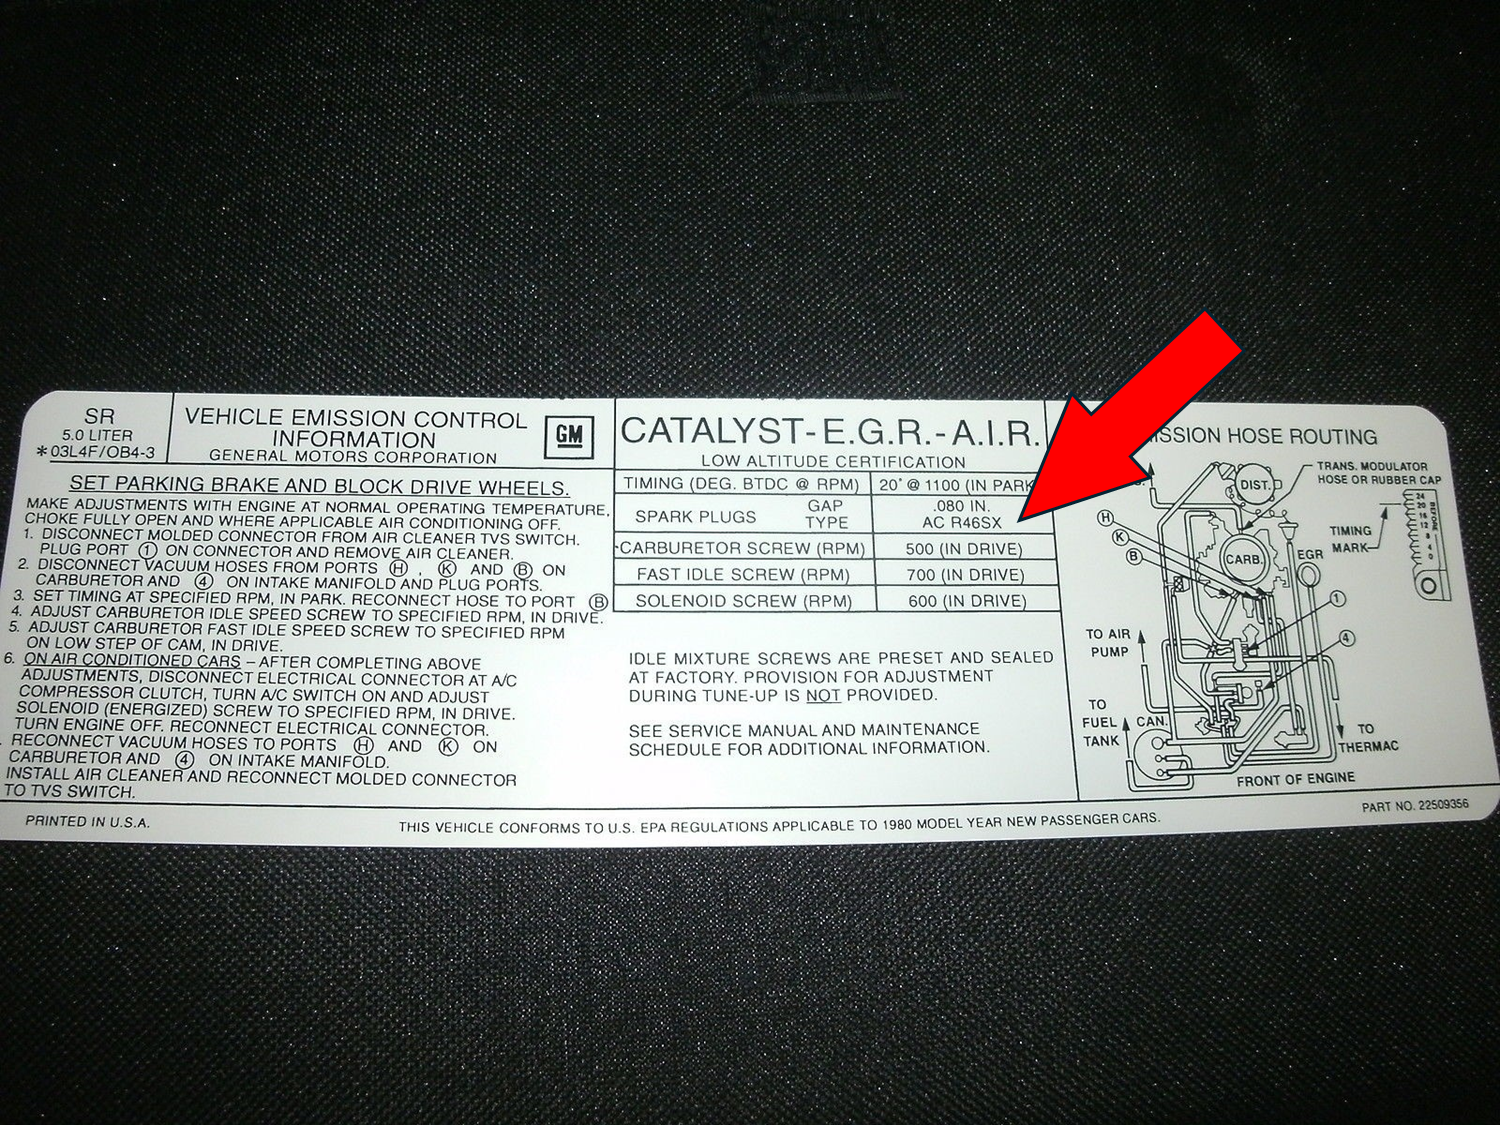 SR
5.0 LITER
*03L4F/OB4-3
VEHICLE EMISSION CONTROL
INFORMATION
GENERAL MOTORS CORPORATION
GM
SET PARKING BRAKE AND BLOCK DRIVE WHEELS.
MAKE ADJUSTMENTS WITH ENGINE AT NORMAL OPERATING TEMPERATURE,
CHOKE FULLY OPEN AND WHERE APPLICABLE AIR CONDITIONING OFF.
1. DISCONNECT MOLDED CONNECTOR FROM AIR CLEANER TVS SWITCH.
PLUG PORT ① ON CONNECTOR AND REMOVE AIR CLEANER.
2. DISCONNECT VACUUM HOSES FROM PORTS Ⓗ, Ⓚ AND Ⓑ ON
CARBURETOR AND ④ ON INTAKE MANIFOLD AND PLUG PORTS.
3. SET TIMING AT SPECIFIED RPM, IN PARK. RECONNECT HOSE TO PORT Ⓑ
4. ADJUST CARBURETOR IDLE SPEED SCREW TO SPECIFIED RPM, IN DRIVE.
5. ADJUST CARBURETOR FAST IDLE SPEED SCREW TO SPECIFIED RPM
ON LOW STEP OF CAM, IN DRIVE.
6. ON AIR CONDITIONED CARS – AFTER COMPLETING ABOVE
ADJUSTMENTS, DISCONNECT ELECTRICAL CONNECTOR AT A/C
COMPRESSOR CLUTCH, TURN A/C SWITCH ON AND ADJUST
SOLENOID (ENERGIZED) SCREW TO SPECIFIED RPM, IN DRIVE.
TURN ENGINE OFF. RECONNECT ELECTRICAL CONNECTOR.
RECONNECT VACUUM HOSES TO PORTS Ⓗ AND Ⓚ ON
CARBURETOR AND ④ ON INTAKE MANIFOLD.
INSTALL AIR CLEANER AND RECONNECT MOLDED CONNECTOR
TO TVS SWITCH.
CATALYST-E.G.R.-A.I.R.
LOW ALTITUDE CERTIFICATION
TIMING (DEG. BTDC @ RPM) 20° @ 1100 (IN PARK
SPARK PLUGS GAP .080 IN.
TYPE AC R46SX
CARBURETOR SCREW (RPM) 500 (IN DRIVE)
FAST IDLE SCREW (RPM) 700 (IN DRIVE)
SOLENOID SCREW (RPM) 600 (IN DRIVE)
IDLE MIXTURE SCREWS ARE PRESET AND SEALED
AT FACTORY. PROVISION FOR ADJUSTMENT
DURING TUNE-UP IS NOT PROVIDED.
SEE SERVICE MANUAL AND MAINTENANCE
SCHEDULE FOR ADDITIONAL INFORMATION.
ISSION HOSE ROUTING
TRANS. MODULATOR
HOSE OR RUBBER CAP
DIST.
24
20
16
12
8
4
0
BEFORE
TIMING
MARK
H
K
B
CARB.
EGR
1
4
TO AIR
PUMP
TO
FUEL
TANK
CAN.
TO
THERMAC
FRONT OF ENGINE
PART NO. 22509356
PRINTED IN U.S.A.
THIS VEHICLE CONFORMS TO U.S. EPA REGULATIONS APPLICABLE TO 1980 MODEL YEAR NEW PASSENGER CARS.